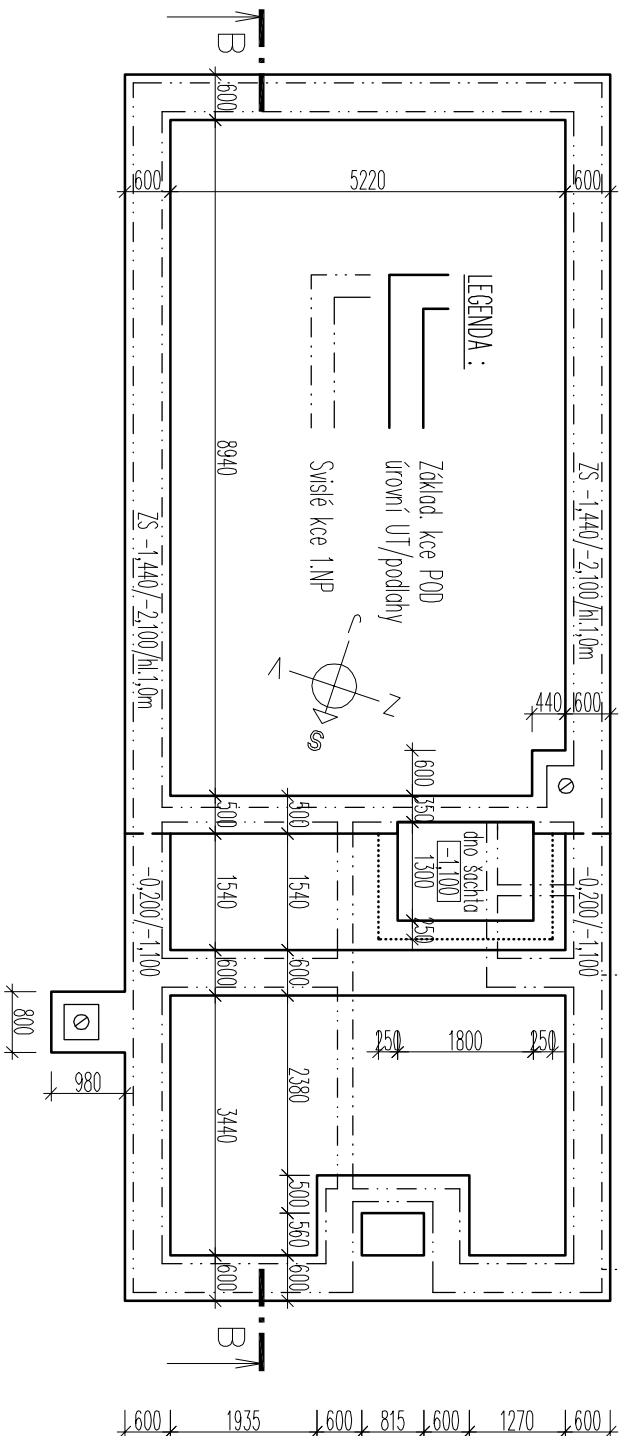 B
600
8940
500
1540
600
3440
600
B
600
5220
600
LEGENDA :
Základ. kce POD
úrovní UT/podlahy
Svislé kce 1.NP
ZS -1,440/-2,100/hl.1,0m
-0,200/-1,100
ZS -1,440/-2,100/hl.1,0m
-0,200/-1,100
J
V
Z
S
440
600
600
350
1300
250
dno šachta
-1,100
500
1540
600
2380
500
560
600
250
1800
250
800
980
600
1935
600
815
600
1270
600